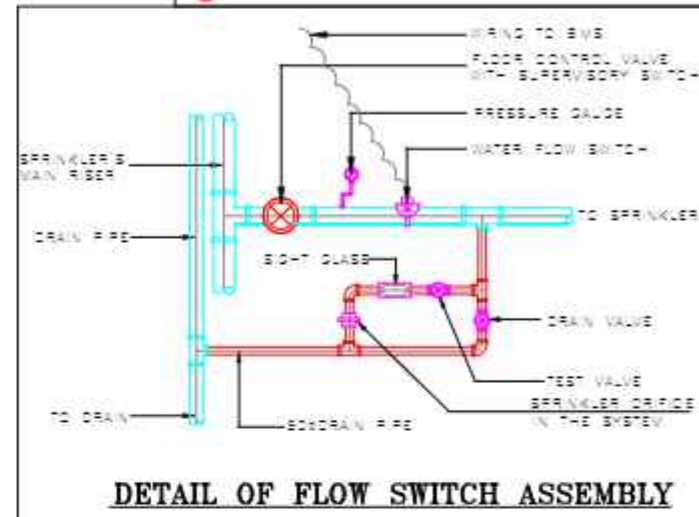 WIRING TO BMS
FLOOR CONTROL VALVE
WITH SUPERVISORY SWITCH
PRESSURE GAUGE
SPRINKLER'S
MAIN RISER
WATER FLOW SWITCH
TO SPRINKLER
DRAIN PIPE
SIGHT GLASS
DRAIN VALVE
TEST VALVE
SPRINKLER ORIFICE
IN THE SYSTEM
TO DRAIN
DRAIN PIPE
DETAIL OF FLOW SWITCH ASSEMBLY